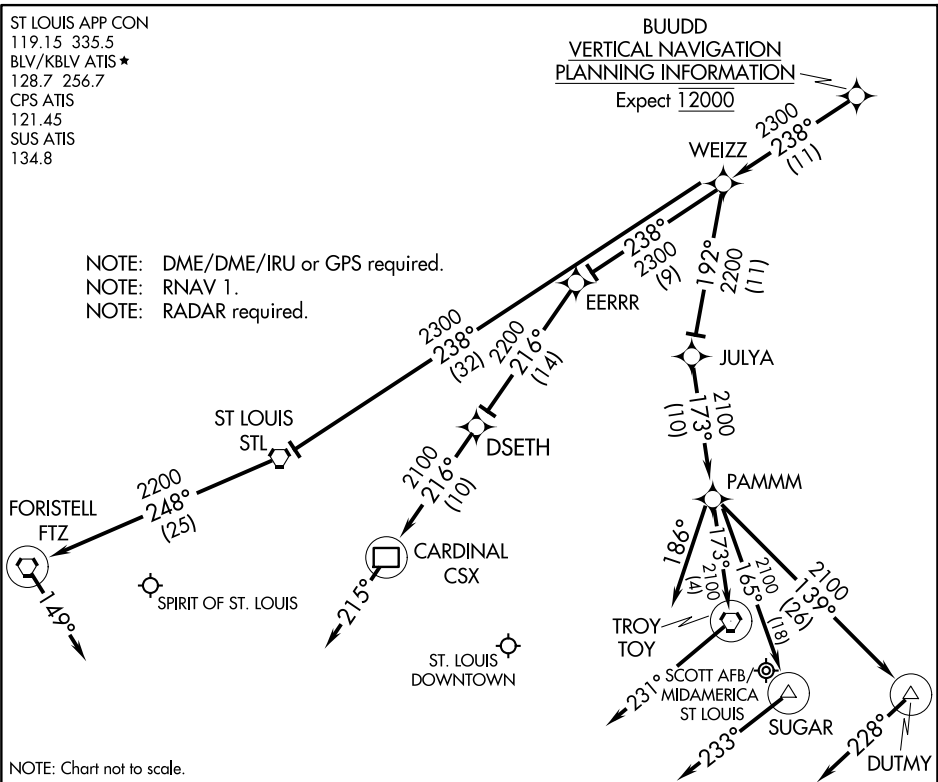 ST LOUIS APP CON
119.15 335.5
BLV/KBLV ATIS★
128.7 256.7
CPS ATIS
121.45
SUS ATIS
134.8
BUUDD
VERTICAL NAVIGATION
PLANNING INFORMATION
Expect 12000
2300
238°
(11)
WEIZZ
NOTE: DME/DME/IRU or GPS required.
NOTE: RNAV 1.
NOTE: RADAR required.
238°
2300
(9)
192°
2200
(11)
EERRR
2300
238°
(32)
2200
216°
(14)
JULYA
2100
173°
(10)
ST LOUIS
STL
DSETH
2200
248°
(25)
2100
216°
(10)
PAMMM
FORISTELL
FTZ
CARDINAL
CSX
186°
173°
2100
(4)
2100
165°
(18)
2100
139°
(26)
149°
SPIRIT OF ST. LOUIS
215°
TROY
TOY
ST. LOUIS
DOWNTOWN
231°
SCOTT AFB/
MIDAMERICA
ST LOUIS
SUGAR
233°
228°
DUTMY
NOTE: Chart not to scale.